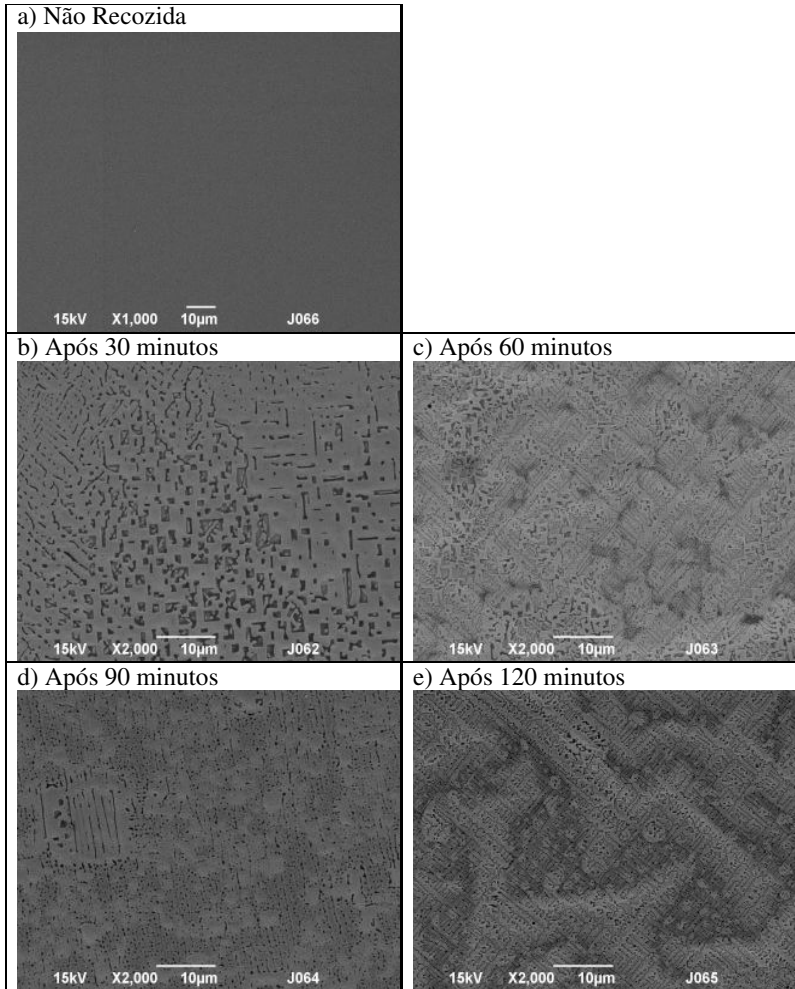 a) Não Recozida
15kV X1,000 10µm J066
b) Após 30 minutos
15kV X2,000 10µm J062
c) Após 60 minutos
15kV X2,000 10µm J063
d) Após 90 minutos
15kV X2,000 10µm J064
e) Após 120 minutos
15kV X2,000 10µm J065